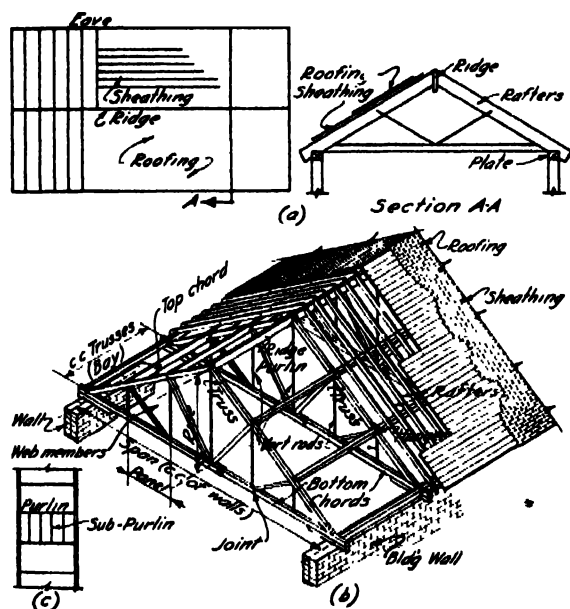 Eave
Sheathing
Ridge
Roofing
A
(a)
Roofing
Sheathing
Ridge
Rafters
Plate
Section A-A
Roofing
Sheathing
Top chord
c.c. Trusses
(Bay)
Ridge
Purlin
Truss
Truss
Rafters
Wall
Web members
Vert rods
Span (c. walls)
Panel
Bottom
Chords
Joint
Bldg Wall
(b)
Purlin
Sub-Purlin
(c)